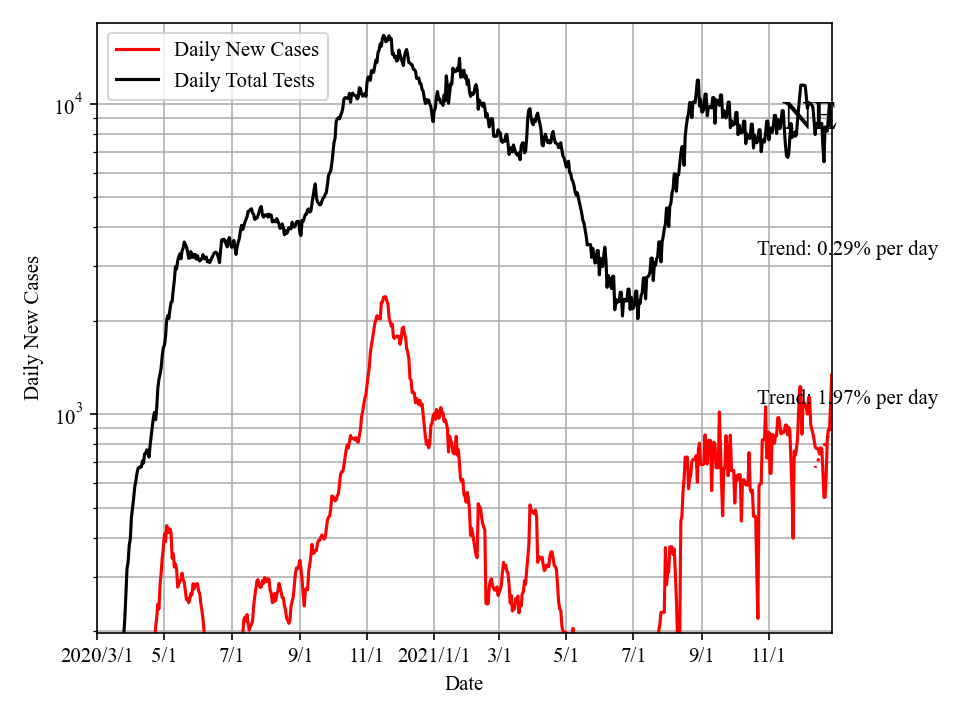 Daily New Cases
Daily Total Tests
10^4
NE
Trend: 0.29% per day
Daily New Cases
Trend: 1.97% per day
10^3
2020/3/1 5/1 7/1 9/1 11/1 2021/1/1 3/1 5/1 7/1 9/1 11/1
Date